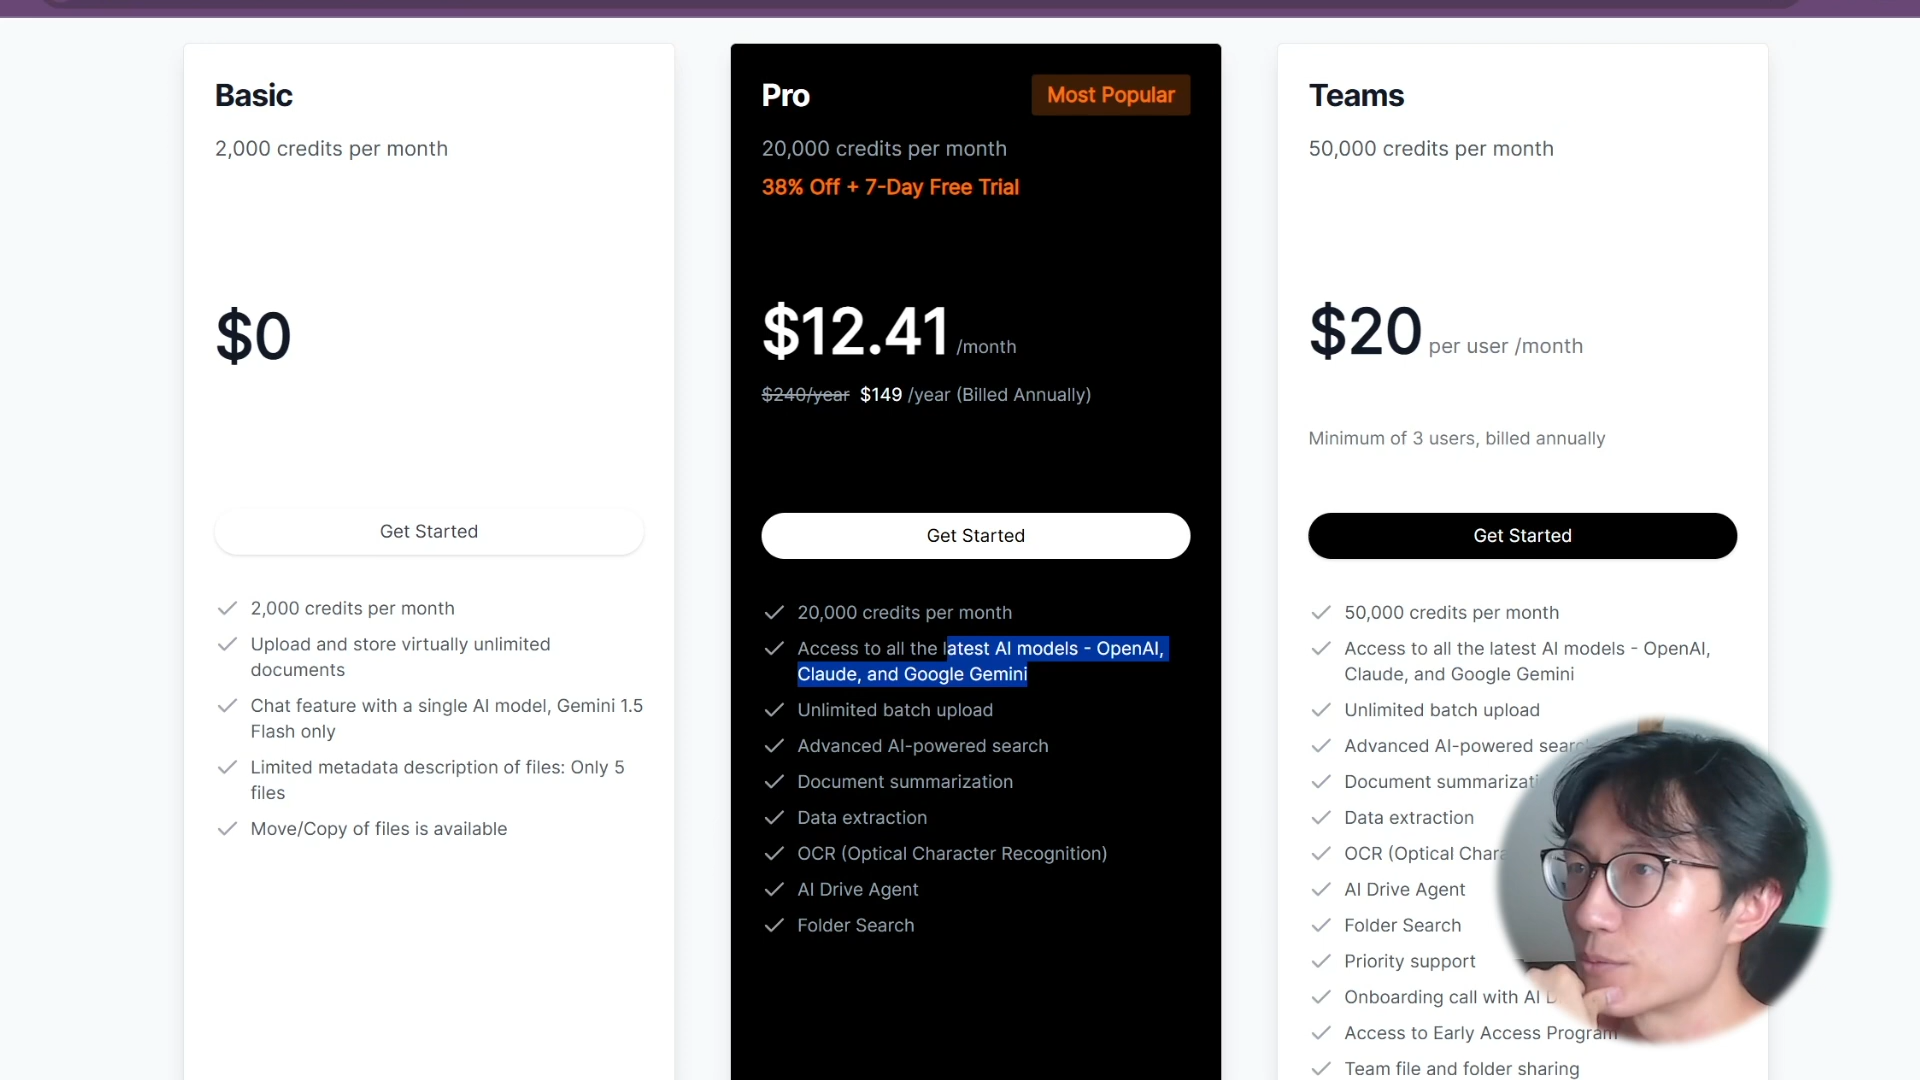 Basic
2,000 credits per month
$0
Get Started
2,000 credits per month
Upload and store virtually unlimited
documents
Chat feature with a single AI model, Gemini 1.5
Flash only
Limited metadata description of files: Only 5
files
Move/Copy of files is available
Pro
Most Popular
20,000 credits per month
38% Off + 7-Day Free Trial
$12.41 /month
$240/year $149 /year (Billed Annually)
Get Started
20,000 credits per month
Access to all the latest AI models - OpenAI,
Claude, and Google Gemini
Unlimited batch upload
Advanced AI-powered search
Document summarization
Data extraction
OCR (Optical Character Recognition)
AI Drive Agent
Folder Search
Teams
50,000 credits per month
$20 per user /month
Minimum of 3 users, billed annually
Get Started
50,000 credits per month
Access to all the latest AI models - OpenAI,
Claude, and Google Gemini
Unlimited batch upload
Advanced AI-powered
Document
Data extraction
OCR (Optical
AI Drive Agent
Folder Search
Priority support
Onboarding call with AI
Access to Early Access Program
Team file and folder sharing